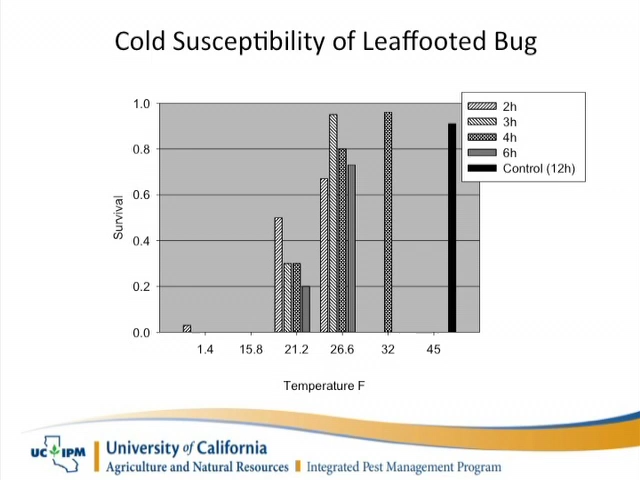 Cold Susceptibility of Leaffooted Bug
2h
3h
4h
6h
Control (12h)
1.0
0.8
0.6
0.4
0.2
0.0
Survival
1.4 15.8 21.2 26.6 32 45
Temperature F
UC IPM
University of California
Agriculture and Natural Resources Integrated Pest Management Program